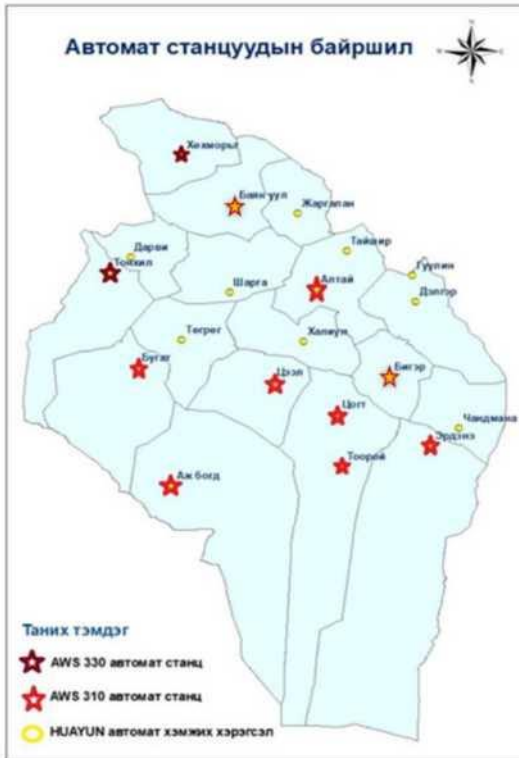 Автомат станцуудын байршил
Хөхморьт
Баян-уул
Жаргалан
Дарви
Тайшир
Тонхил
Гуулин
Алтай
Шарга
Дэлгэр
Төгрөг
Халиун
Бугат
Цээл
Бигэр
Цогт
Чандмань
Эрдэнэ
Тоорой
Аж богд
Таних тэмдэг
AWS 330 автомат станц
AWS 310 автомат станц
HUAYUN автомат хэмжих хэрэгсэл